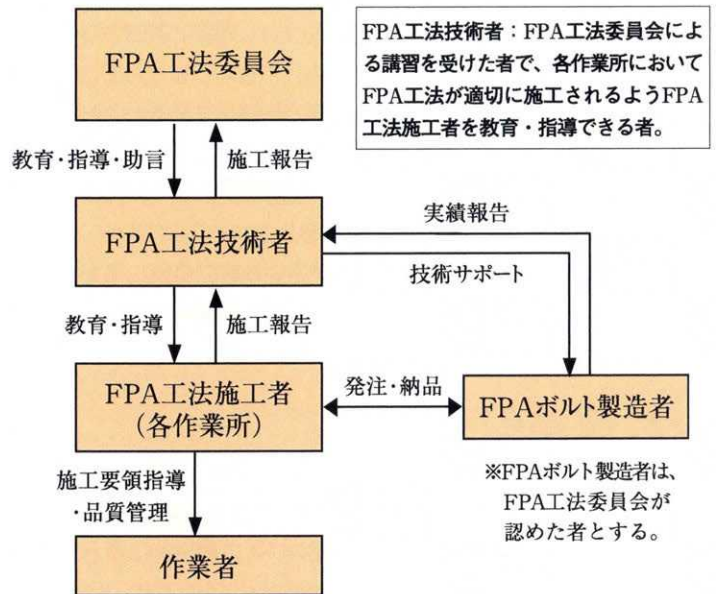 FPA工法委員会
FPA工法技術者：FPA工法委員会によ
る講習を受けた者で、各作業所において
FPA工法が適切に施工されるようFPA
工法施工者を教育・指導できる者。
教育・指導・助言
施工報告
FPA工法技術者
実績報告
技術サポート
教育・指導
施工報告
FPA工法施工者
（各作業所）
発注・納品
FPAボルト製造者
施工要領指導
・品質管理
※FPAボルト製造者は、
FPA工法委員会が
認めた者とする。
作業者